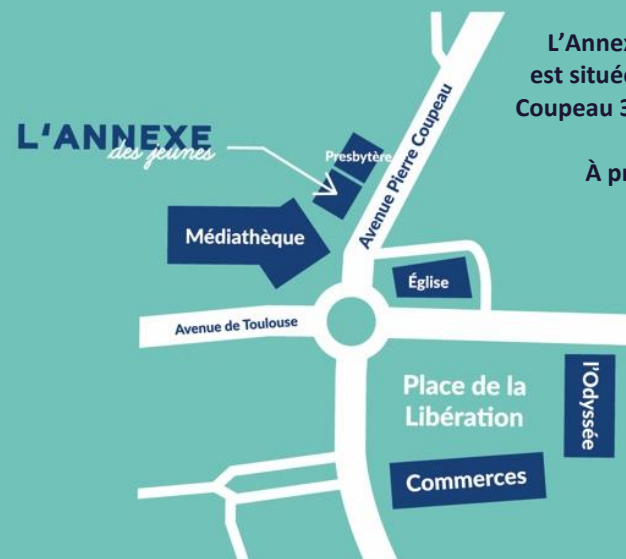 L'Annex
est située
Coupeau 3
À pr
L'ANNEXE
des jeunes
Presbytère
Avenue Pierre Coupeau
Médiathèque
Église
Avenue de Toulouse
Place de la
Libération
l'Odyssée
Commerces